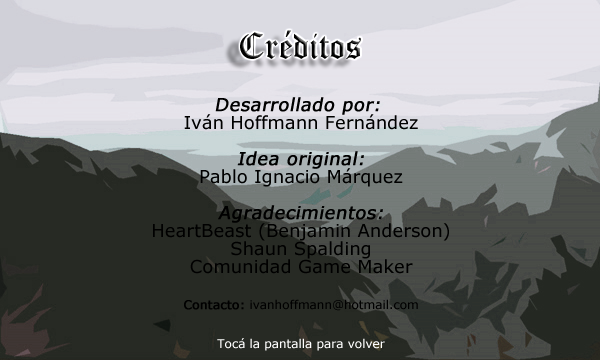 Créditos
Desarrollado por:
Iván Hoffmann Fernández
Idea original:
Pablo Ignacio Márquez
Agradecimientos:
HeartBeast (Benjamin Anderson)
Shaun Spalding
Comunidad Game Maker
Contacto: ivanhoffmann@hotmail.com
Tocá la pantalla para volver